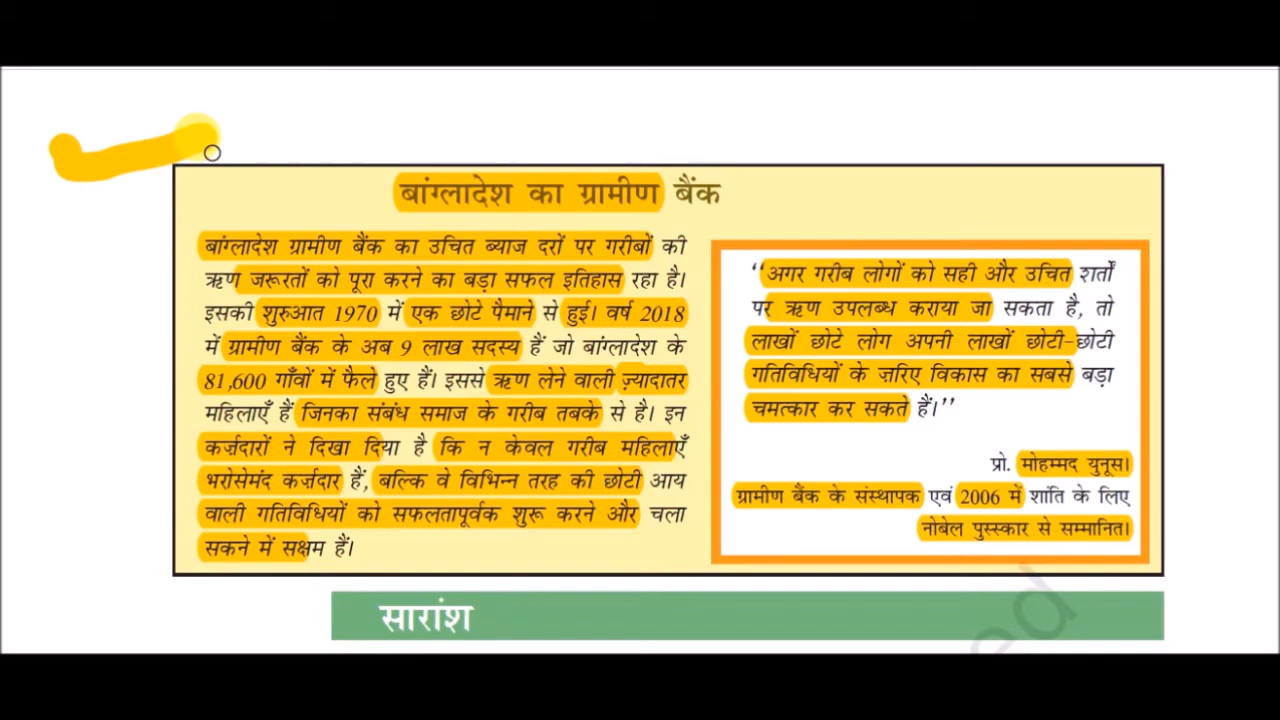 बांग्लादेश का ग्रामीण बैंक
बांग्लादेश ग्रामीण बैंक का उचित ब्याज दरों पर गरीबों की
ऋण जरूरतों को पूरा करने का बड़ा सफल इतिहास रहा है।
इसकी शुरुआत 1970 में एक छोटे पैमाने से हुई। वर्ष 2018
में ग्रामीण बैंक के अब 9 लाख सदस्य हैं जो बांग्लादेश के
81,600 गाँवों में फैले हुए हैं। इससे ऋण लेने वाली ज़्यादातर
महिलाएँ हैं जिनका संबंध समाज के गरीब तबके से है। इन
कर्ज़दारों ने दिखा दिया है कि न केवल गरीब महिलाएँ
भरोसेमंद कर्ज़दार हैं, बल्कि वे विभिन्न तरह की छोटी आय
वाली गतिविधियों को सफलतापूर्वक शुरू करने और चला
सकने में सक्षम हैं।
“अगर गरीब लोगों को सही और उचित शर्तों
पर ऋण उपलब्ध कराया जा सकता है, तो
लाखों छोटे लोग अपनी लाखों छोटी-छोटी
गतिविधियों के ज़रिए विकास का सबसे बड़ा
चमत्कार कर सकते हैं।”
प्रो. मोहम्मद युनूस।
ग्रामीण बैंक के संस्थापक एवं 2006 में शांति के लिए
नोबेल पुस्स्कार से सम्मानित।
सारांश
ed